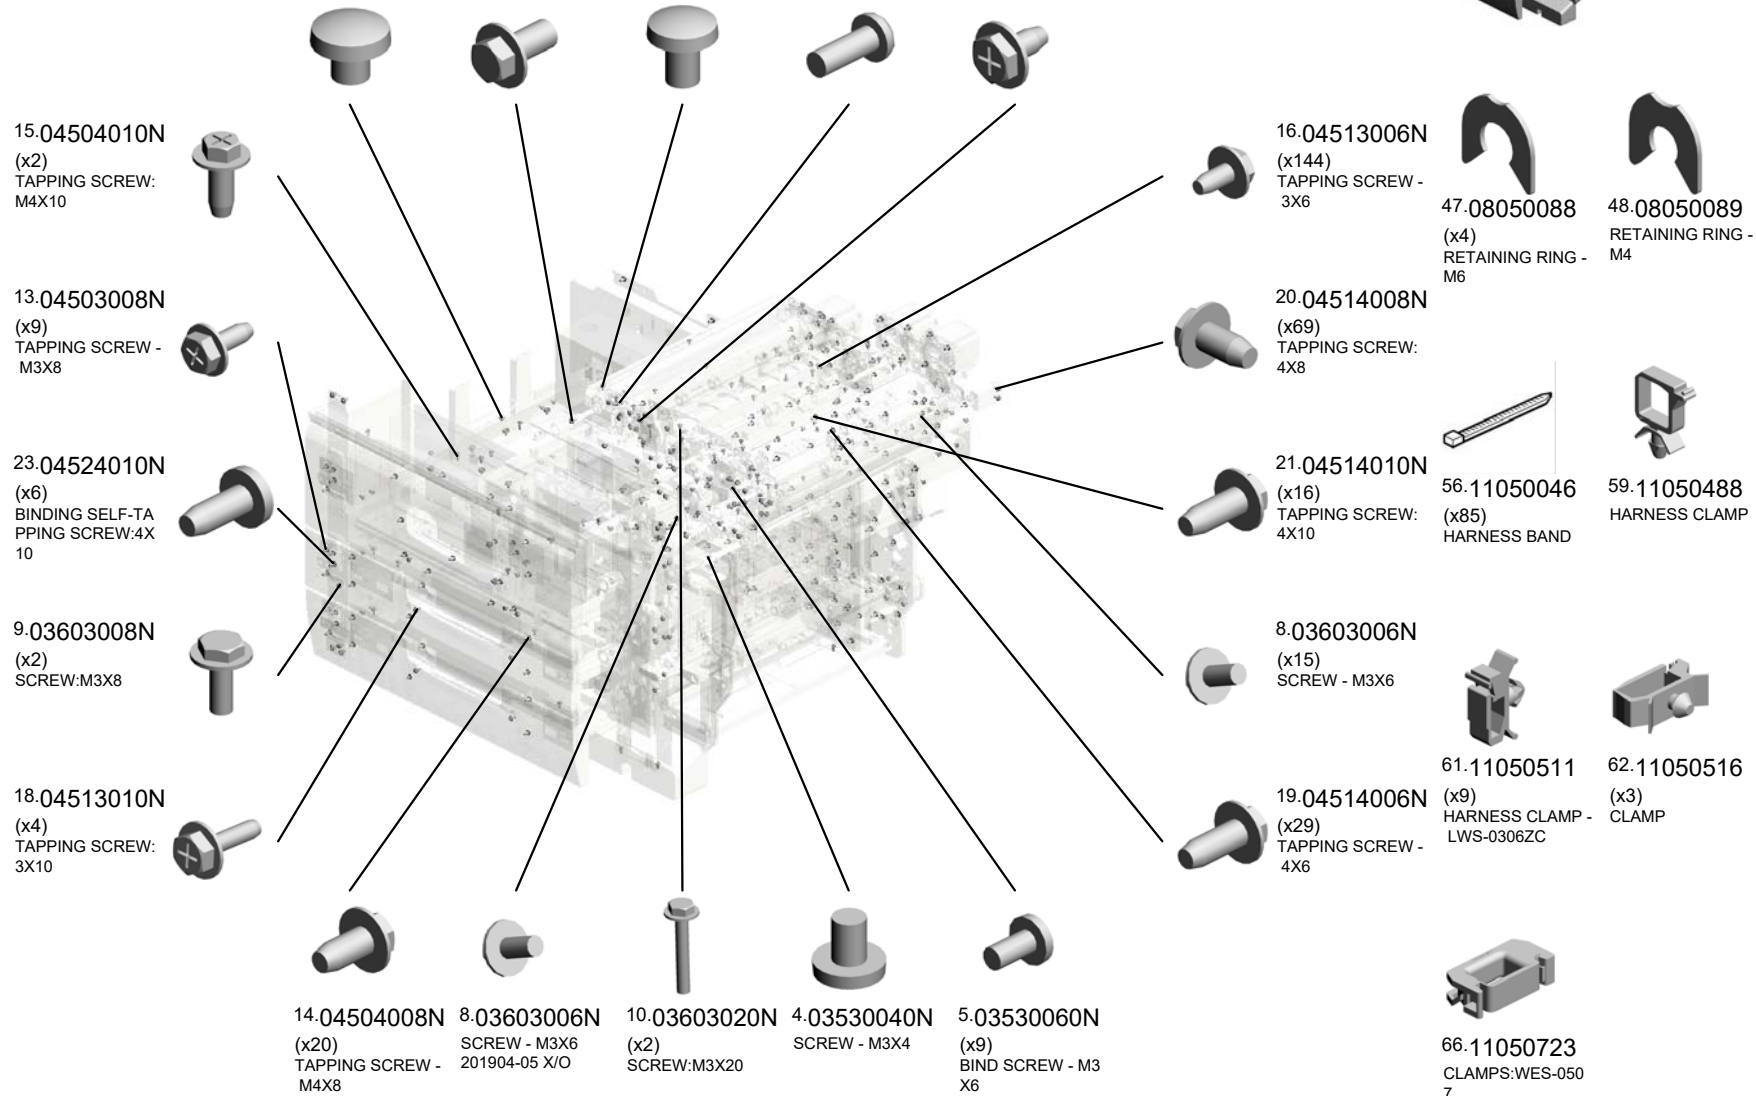 15.04504010N
(x2)
TAPPING SCREW:
M4X10
13.04503008N
(x9)
TAPPING SCREW -
M3X8
23.04524010N
(x6)
BINDING SELF-TA
PPING SCREW:4X
10
9.03603008N
(x2)
SCREW:M3X8
18.04513010N
(x4)
TAPPING SCREW:
3X10
14.04504008N
(x20)
TAPPING SCREW -
M4X8
8.03603006N
SCREW - M3X6
201904-05 X/O
10.03603020N
(x2)
SCREW:M3X20
4.03530040N
SCREW - M3X4
5.03530060N
(x9)
BIND SCREW - M3
X6
16.04513006N
(x144)
TAPPING SCREW -
3X6
20.04514008N
(x69)
TAPPING SCREW:
4X8
21.04514010N
(x16)
TAPPING SCREW:
4X10
8.03603006N
(x15)
SCREW - M3X6
19.04514006N
(x29)
TAPPING SCREW -
4X6
47.08050088
(x4)
RETAINING RING -
M6
48.08050089
RETAINING RING -
M4
56.11050046
(x85)
HARNESS BAND
59.11050488
HARNESS CLAMP
61.11050511
(x9)
HARNESS CLAMP -
LWS-0306ZC
62.11050516
(x3)
CLAMP
66.11050723
CLAMPS:WES-050
7